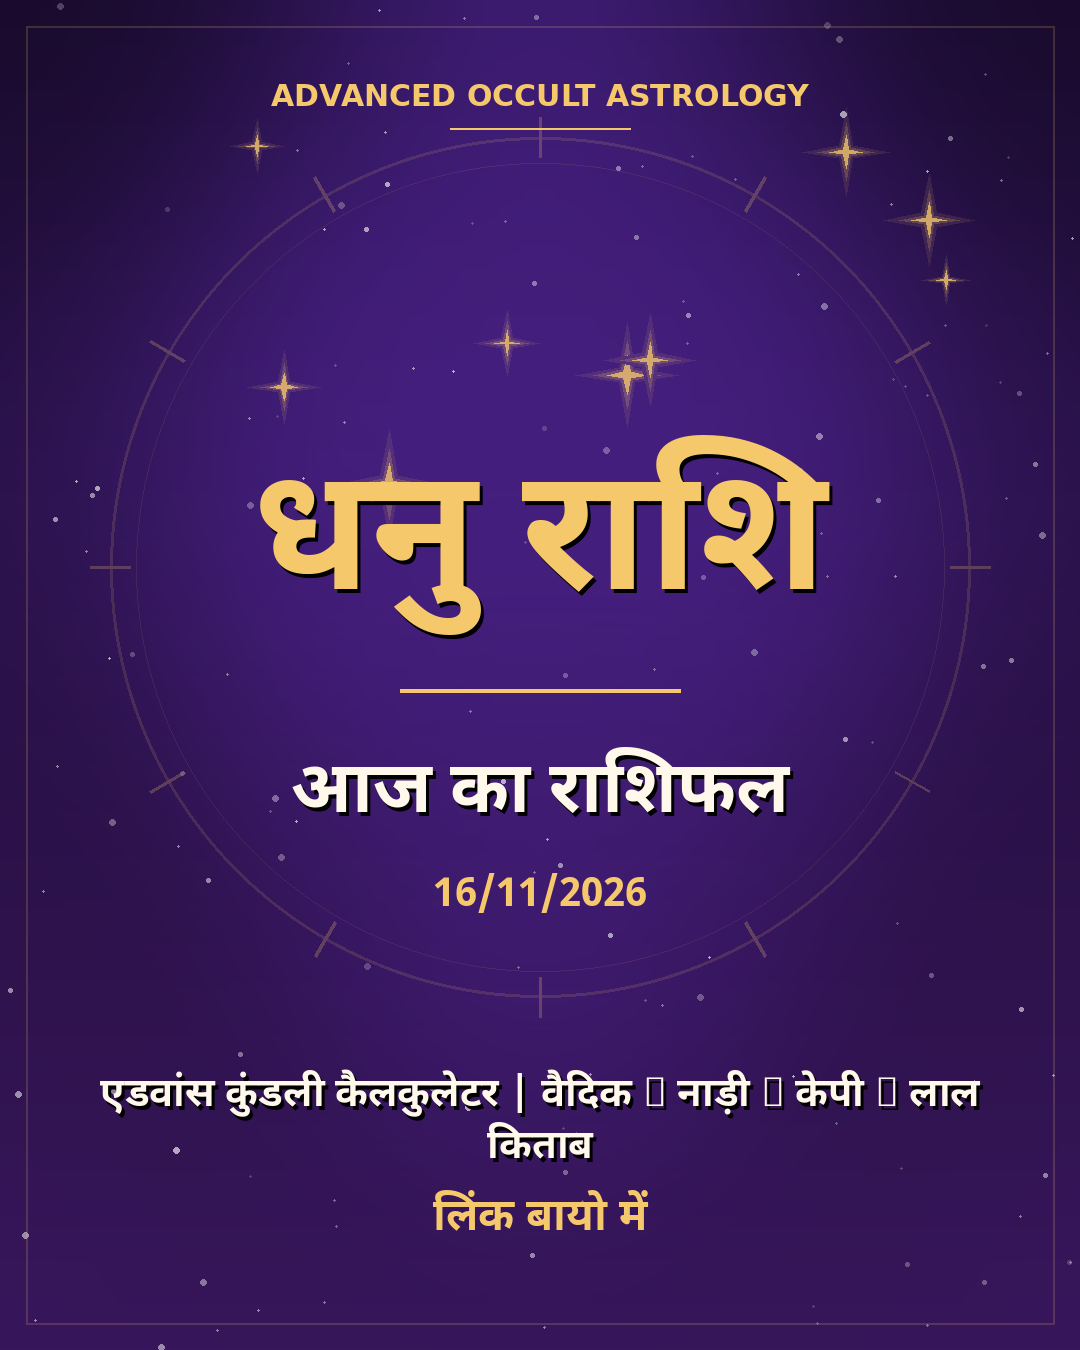 ADVANCED OCCULT ASTROLOGY
धनु राशि
आज का राशिफल
16/11/2026
एडवांस कुंडली कैलकुलेटर | वैदिक ▯ नाड़ी ▯ केपी ▯ लाल
किताब
लिंक बायो में